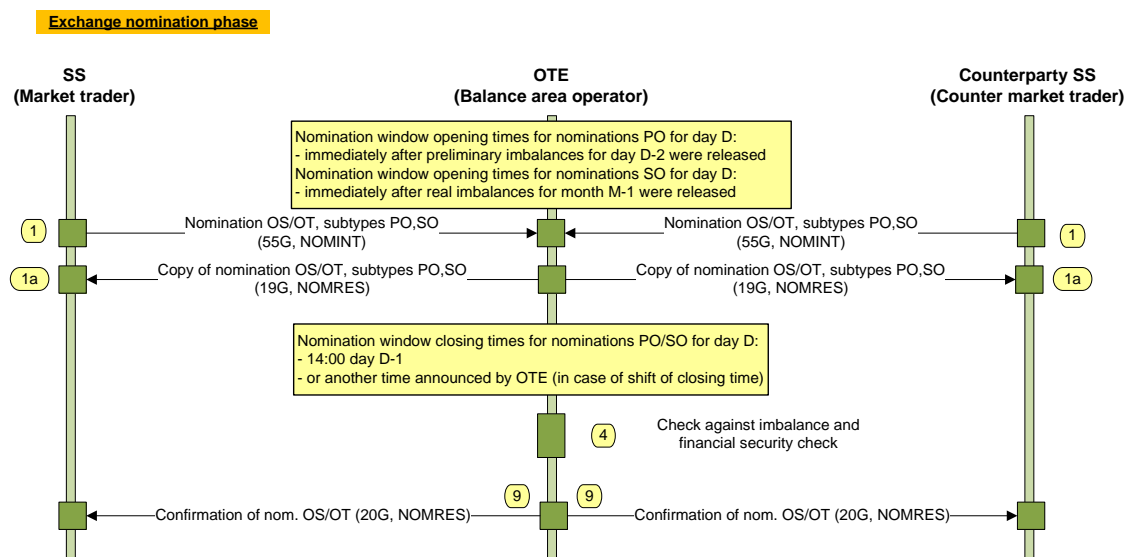 Exchange nomination phase
SS
(Market trader)
OTE
(Balance area operator)
Counterparty SS
(Counter market trader)
Nomination window opening times for nominations PO for day D:
- immediately after preliminary imbalances for day D-2 were released
Nomination window opening times for nominations SO for day D:
- immediately after real imbalances for month M-1 were released
1
Nomination OS/OT, subtypes PO,SO
(55G, NOMINT)
Nomination OS/OT, subtypes PO,SO
(55G, NOMINT)
1
1a
Copy of nomination OS/OT, subtypes PO,SO
(19G, NOMRES)
Copy of nomination OS/OT, subtypes PO,SO
(19G, NOMRES)
1a
Nomination window closing times for nominations PO/SO for day D:
- 14:00 day D-1
- or another time announced by OTE (in case of shift of closing time)
4
Check against imbalance and
financial security check
9
9
Confirmation of nom. OS/OT (20G, NOMRES)
Confirmation of nom. OS/OT (20G, NOMRES)